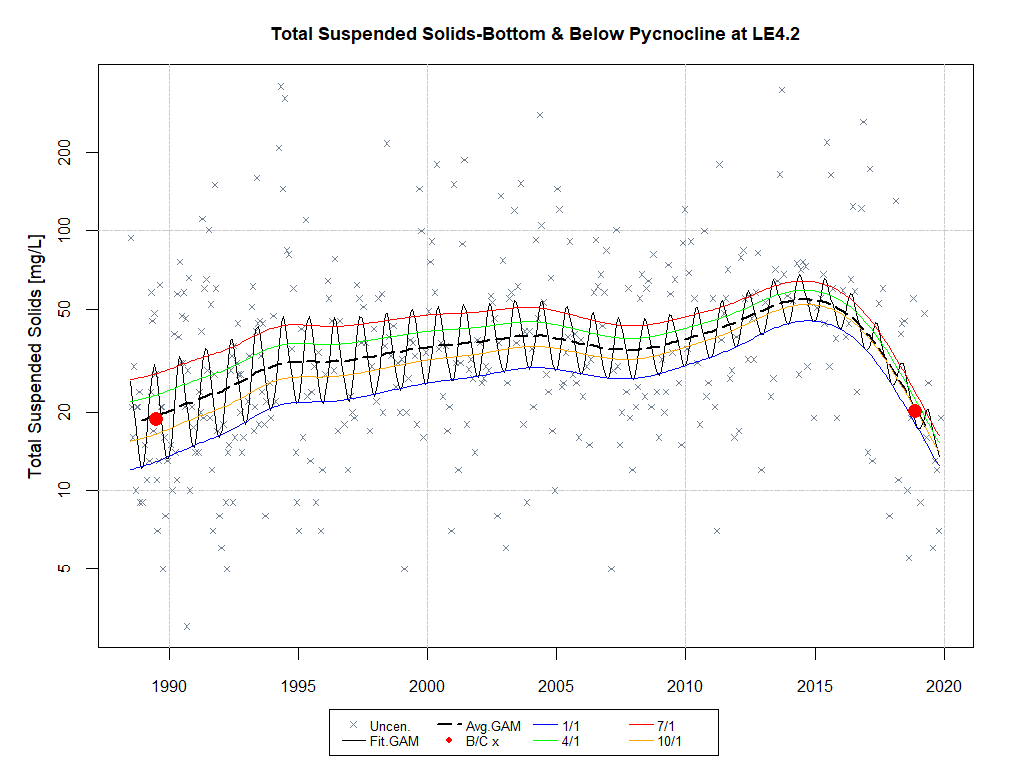 Total Suspended Solids-Bottom & Below Pycnocline at LE4.2
Total Suspended Solids [mg/L]
200
100
50
20
10
5
1990 1995 2000 2005 2010 2015 2020
Uncen. Avg.GAM 1/1 7/1
Fit.GAM B/C x 4/1 10/1